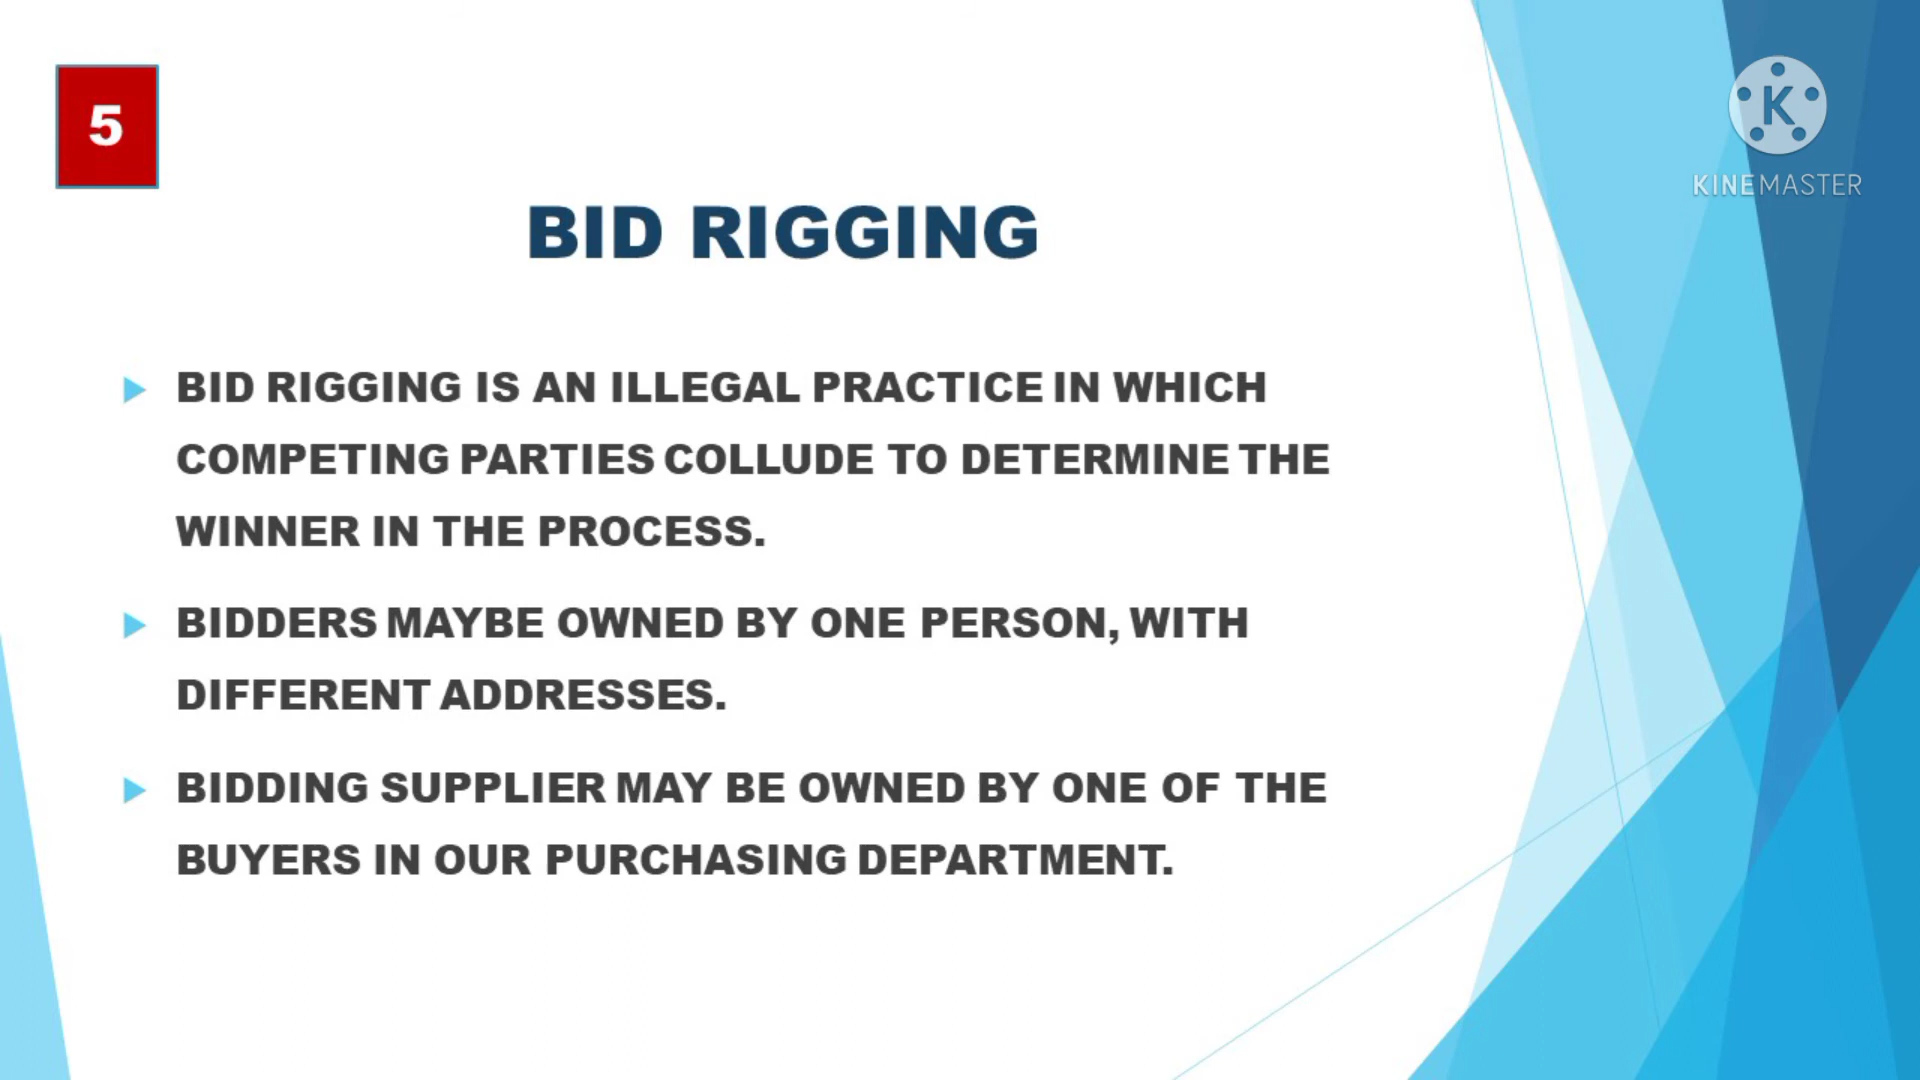 5
K
KINEMASTER
BID RIGGING
BID RIGGING IS AN ILLEGAL PRACTICE IN WHICH
COMPETING PARTIES COLLUDE TO DETERMINE THE
WINNER IN THE PROCESS.
BIDDERS MAYBE OWNED BY ONE PERSON, WITH
DIFFERENT ADDRESSES.
BIDDING SUPPLIER MAY BE OWNED BY ONE OF THE
BUYERS IN OUR PURCHASING DEPARTMENT.